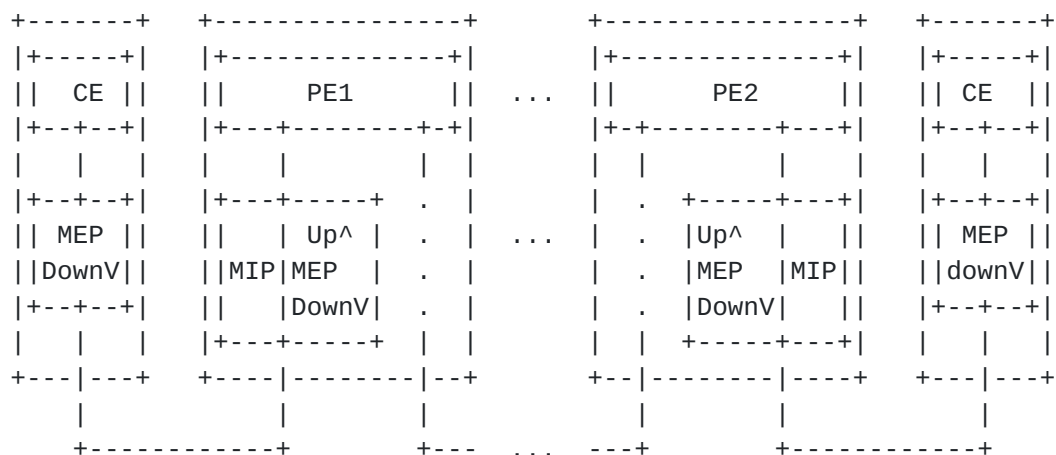 +-------+   +----------------+       +----------------+   +-------+
|+-----+|   |+--------------+|       |+--------------+|   |+-----+|
||  CE ||   ||     PE1      ||  ...  ||      PE2     ||   || CE  ||
|+--+--+|   |+---+--------+-+|       |+-+--------+---+|   |+--+--+|
|   |   |   |    |        |  |       |  |        |    |   |   |   |
|+--+--+|   |+---+-----+  .  |       |  .  +-----+---+|   |+--+--+|
|| MEP ||   ||   | Up^ |  .  |  ...  |  .  |Up^  |   ||   || MEP ||
||DownV||   ||MIP|MEP  |  .  |       |  .  |MEP  |MIP||   ||downV||
|+--+--+|   ||   |DownV|  .  |       |  .  |DownV|   ||   |+--+--+|
|   |   |   |+---+-----+  |  |       |  |  +-----+---+|   |   |   |
+---|---+   +----|--------|--+       +--|--------|----+   +---|---+
    |            |        |             |        |            |
    +------------+        +---  ...  ---+        +------------+